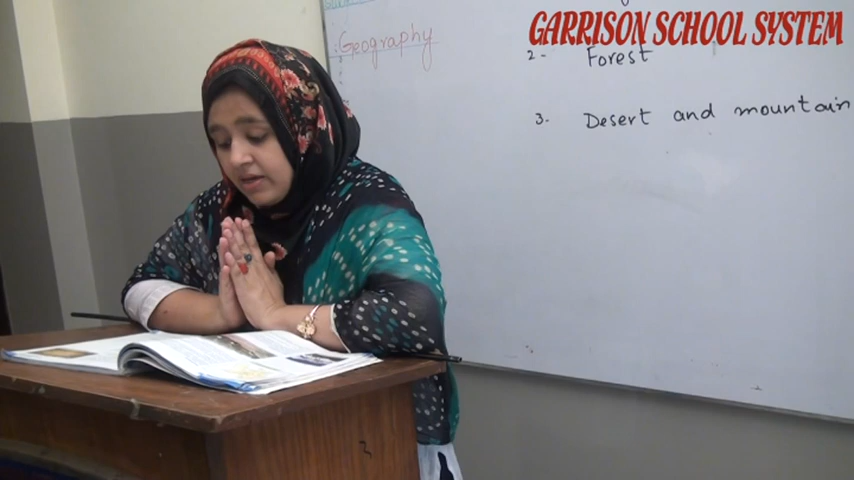 GARRISON SCHOOL SYSTEM
Geography
2- Forest
3- Desert and mountain